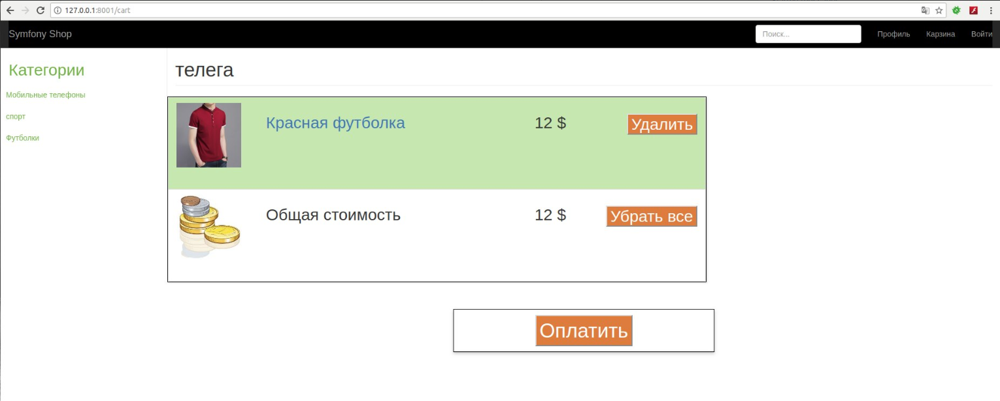 127.0.0.1:8001/cart
Symfony Shop
Поиск...
Профиль
Карзина
Войти
Категории
Мобильные телефоны
спорт
Футболки
телега
Красная футболка 12 $ Удалить
Общая стоимость 12 $ Убрать все
Оплатить